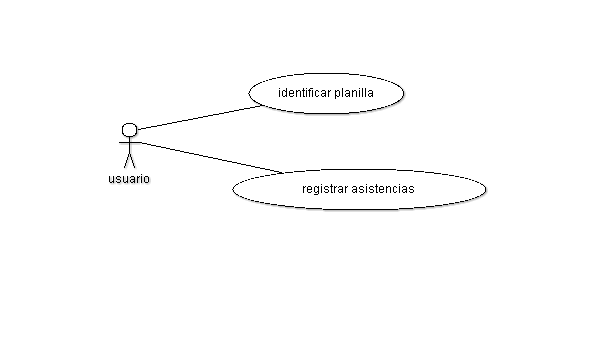 identificar planilla
usuario
registrar asistencias